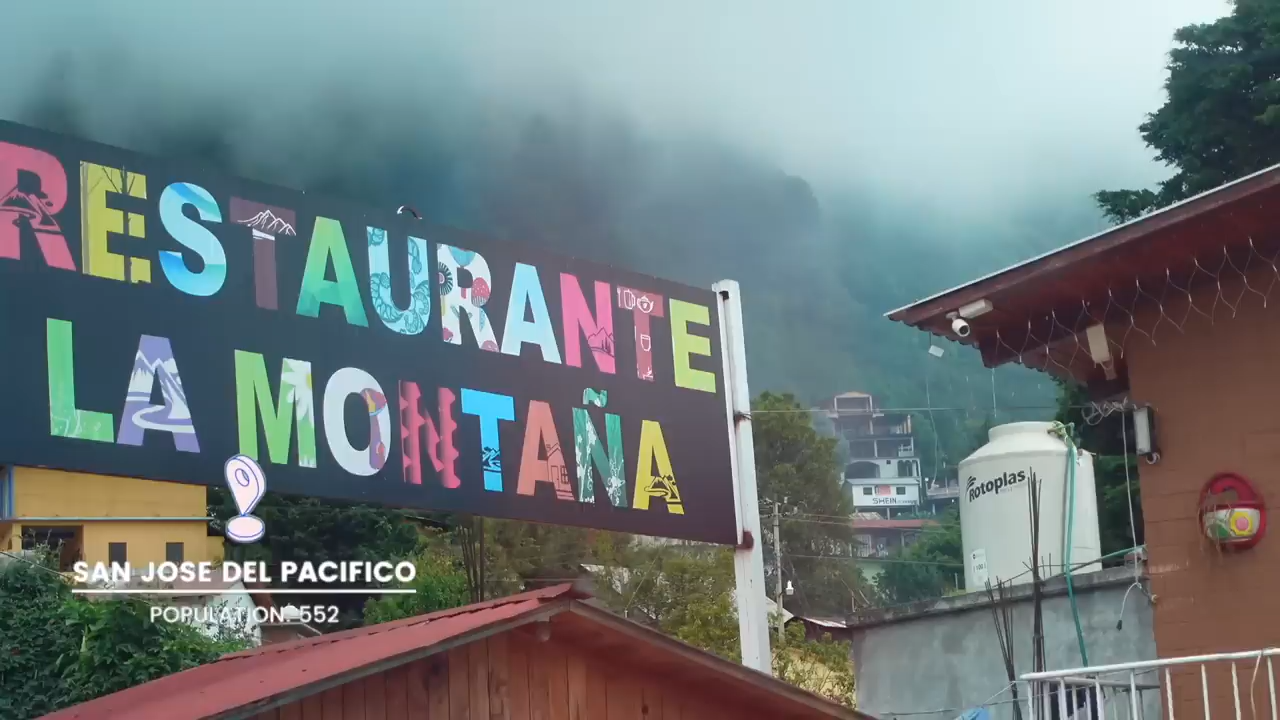 RESTAURANTE
LA MONTAÑA
SHEIN
Rotoplas
SAN JOSE DEL PACIFICO
POPULATION: 552